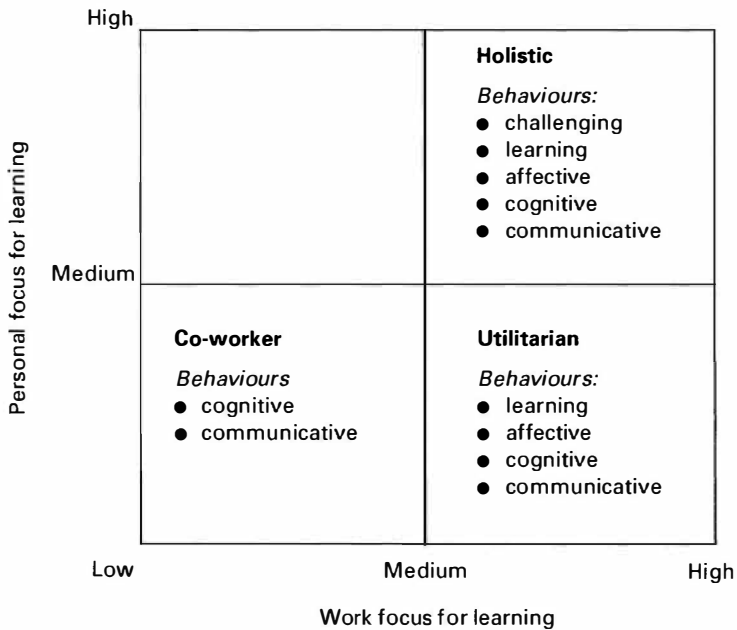 High
Holistic
Behaviours:
● challenging
● learning
● affective
● cognitive
● communicative
Personal focus for learning
Medium
Co-worker
Behaviours
● cognitive
● communicative
Utilitarian
Behaviours:
● learning
● affective
● cognitive
● communicative
Low
Medium
High
Work focus for learning